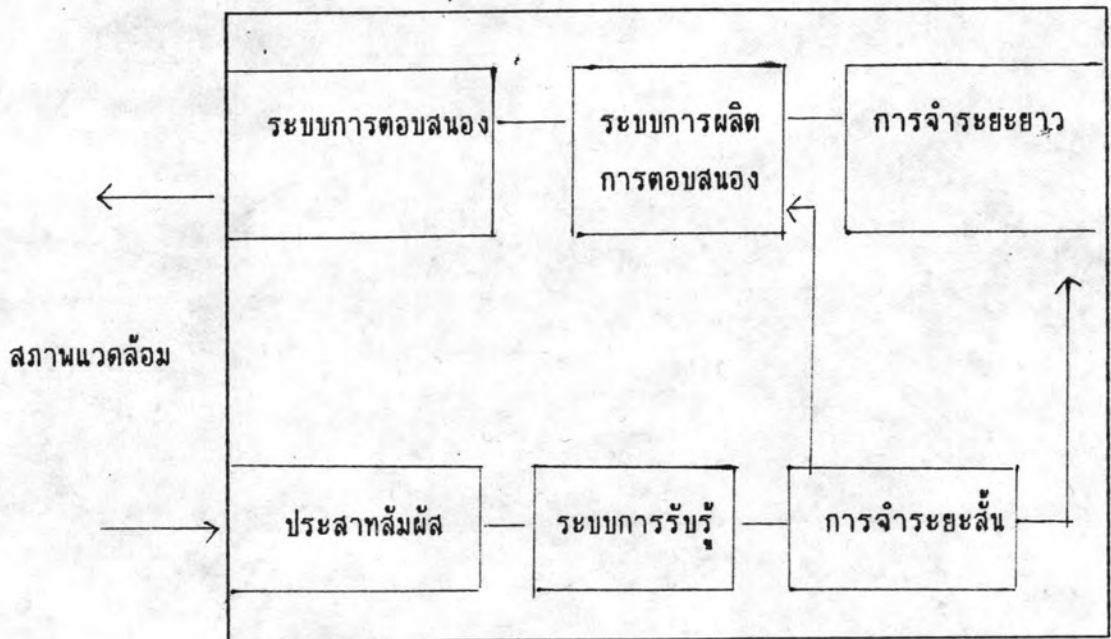 ระบบการตอบสนอง
ระบบการผลิต
การตอบสนอง
การจำระยะยาว
สภาพแวดล้อม
ประสาทสัมผัส
ระบบการรับรู้
การจำระยะสั้น